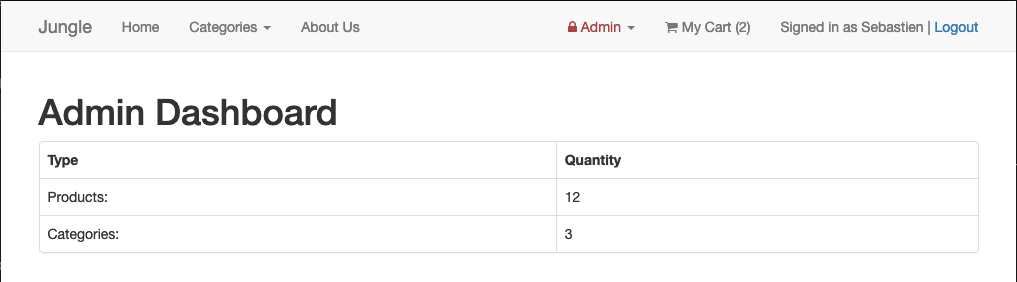 Jungle Home Categories About Us Admin My Cart (2) Signed in as Sebastien | Logout
Admin Dashboard
Type Quantity
Products: 12
Categories: 3